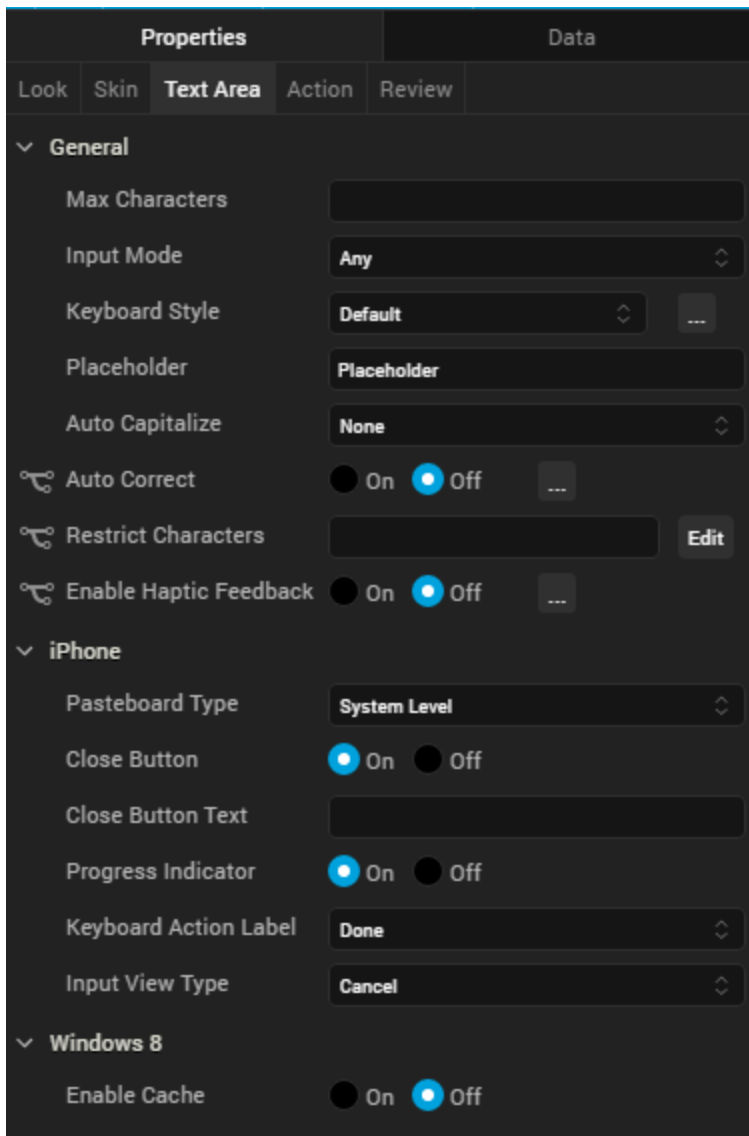 Properties Data
Look Skin Text Area Action Review
General
Max Characters
Input Mode Any
Keyboard Style Default ...
Placeholder Placeholder
Auto Capitalize None
Auto Correct On Off ...
Restrict Characters Edit
Enable Haptic Feedback On Off ...
iPhone
Pasteboard Type System Level
Close Button On Off
Close Button Text
Progress Indicator On Off
Keyboard Action Label Done
Input View Type Cancel
Windows 8
Enable Cache On Off